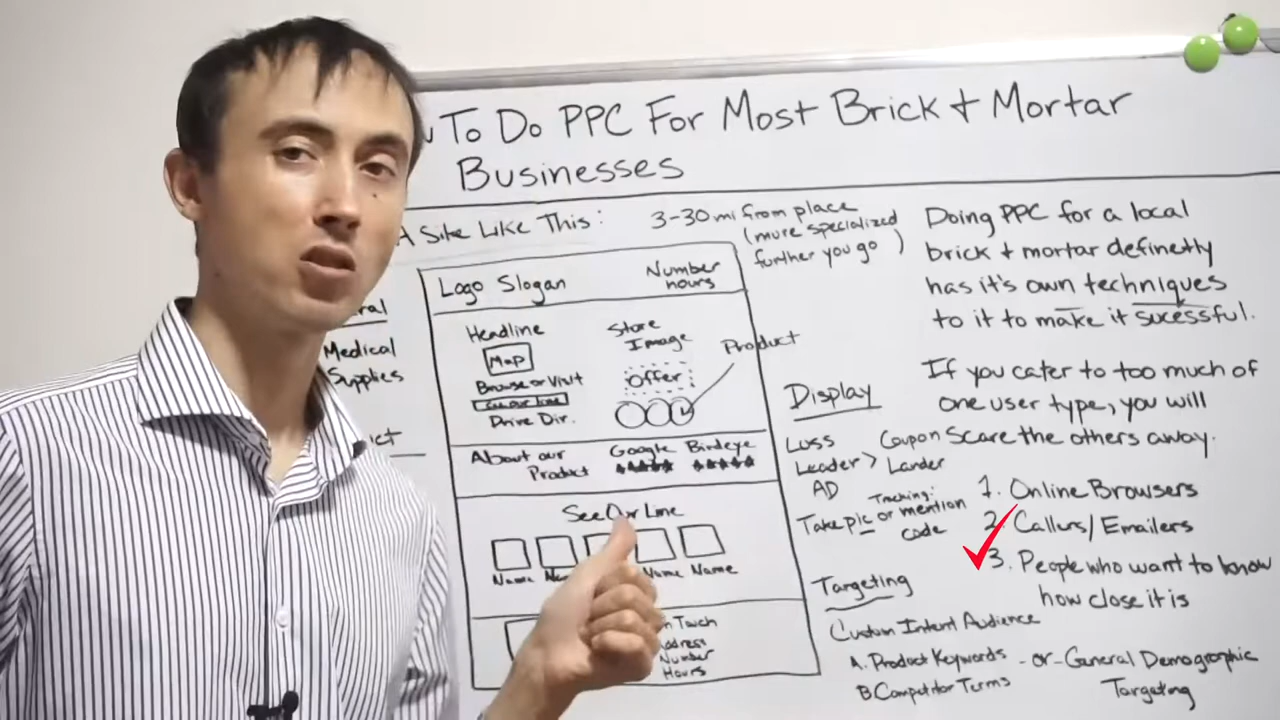 To Do PPC For Most Brick + Mortar
Businesses
A Site Like This:
3-30mi from place
(more specialized
further you go)
Medical
Supplies
Logo Slogan
Number
hours
Headline
Map
Browse or Visit
See Our Line
Drive Dir.
Store
Image
Offer
Product
About our
Product
Google Birdeye
See Our Line
Name
Name Name
Number
Hours
Display
Loss
Leader >
AD
Coupon
Lander
Tracking:
Take pic or mention
code
Targeting
Custom Intent Audience
A. Product Keywords
B Competitor Terms
-or- General Demographic
Targeting
Doing PPC for a local
brick + mortar definetly
has it's own techniques
to it to make it sucessful.
If you cater to too much of
one user type, you will
scare the others away.
1. Online Browsers
2. Callers/Emailers
3. People who want to know
how close it is